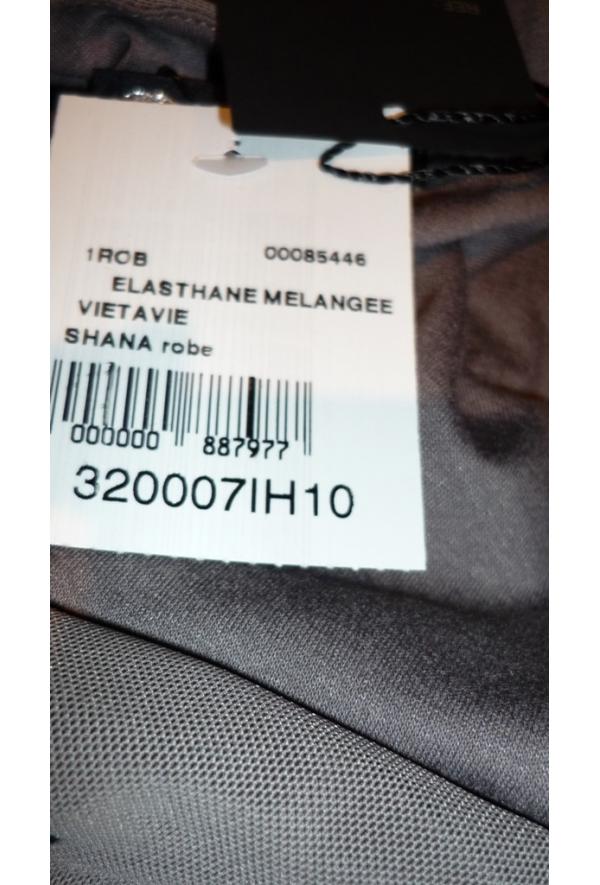 1ROB 00085446
ELASTHANE MELANGEE
VIETAVIE
SHANA robe
000000 887977
320007IH10